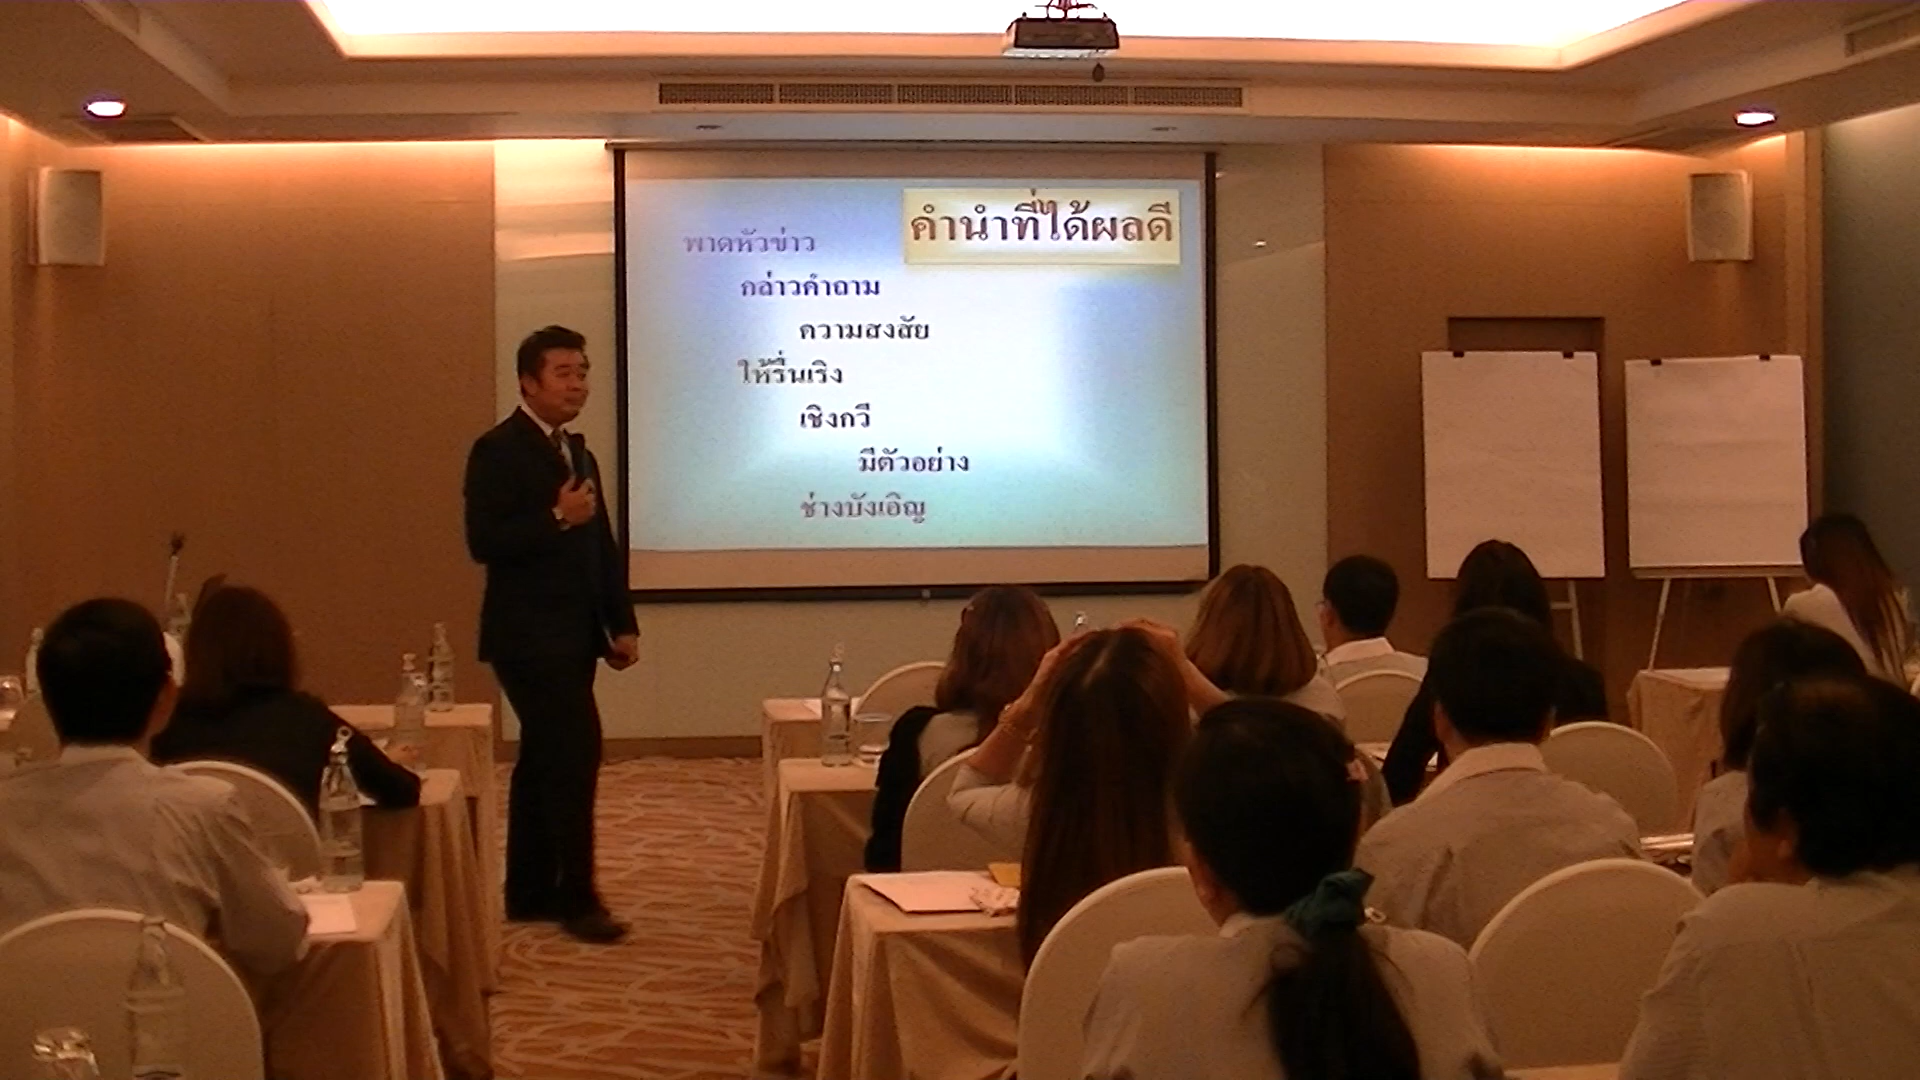 คำนำที่ได้ผลดี
พาดหัวข่าว
กล่าวคำถาม
ความสงสัย
ให้รื่นเริง
เชิงกวี
มีตัวอย่าง
ช่างบังเอิญ